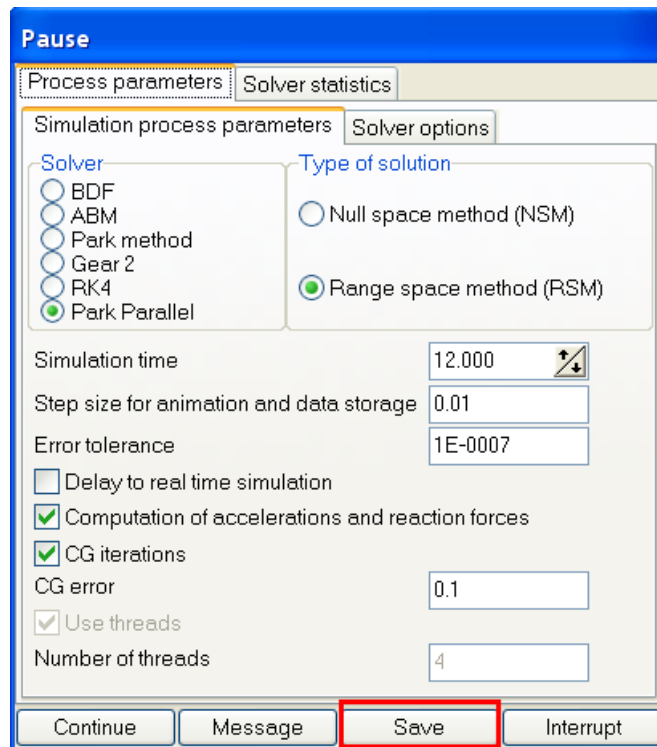 Pause
Process parameters Solver statistics
Simulation process parameters Solver options
Solver Type of solution
BDF
ABM
Null space method (NSM)
Park method
Gear 2
RK4
Range space method (RSM)
Park Parallel
Simulation time 12.000
Step size for animation and data storage 0.01
Error tolerance 1E-0007
Delay to real time simulation
Computation of accelerations and reaction forces
CG iterations
CG error 0.1
Use threads
Number of threads 4
Continue Message Save Interrupt